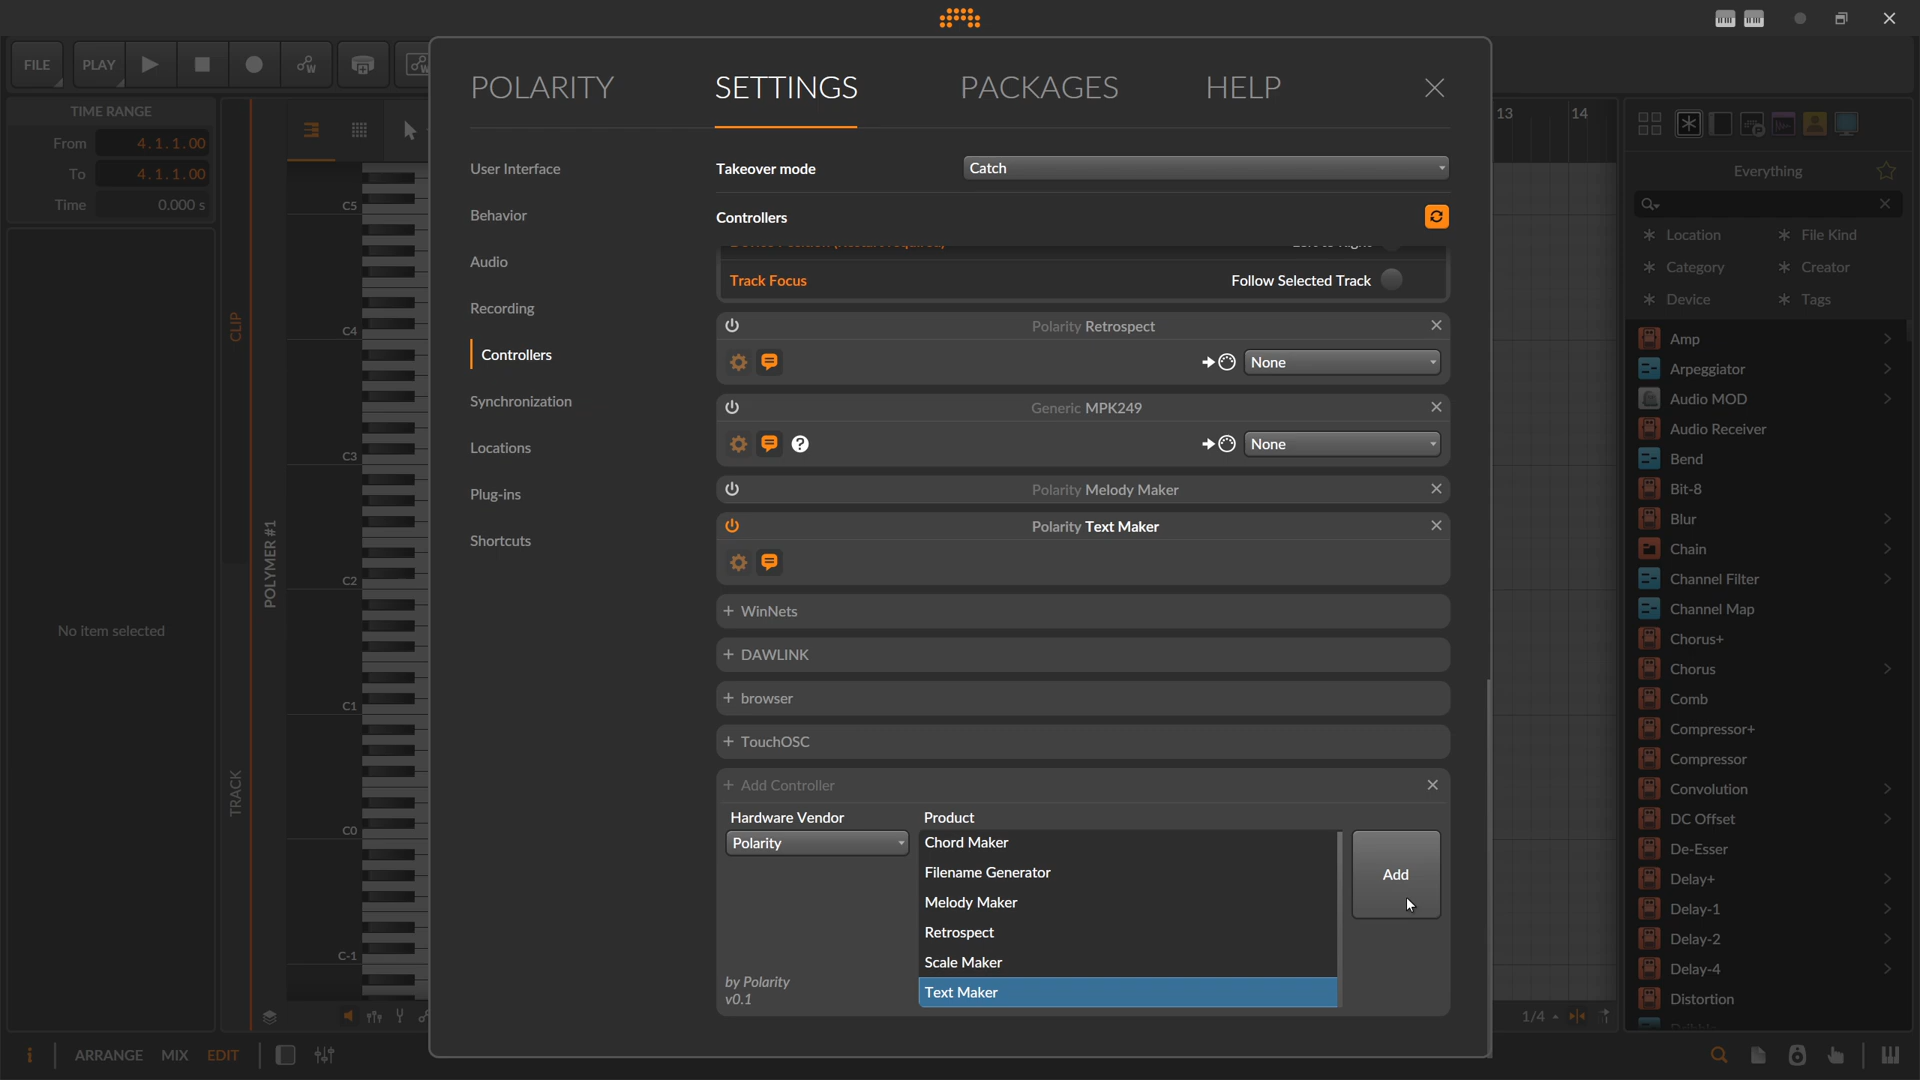 FILE
PLAY
POLARITY
SETTINGS
PACKAGES
HELP
TIME RANGE
From 4.1.1.00
To 4.1.1.00
Time 0.000 s
No item selected
CLIP
TRACK
POLYMER #1
C5
C4
C3
C2
C1
C0
C-1
User Interface
Behavior
Audio
Recording
Controllers
Synchronization
Locations
Plug-ins
Shortcuts
Takeover mode Catch
Controllers
Track Focus Follow Selected Track
Polarity Retrospect
None
Generic MPK249
None
Polarity Melody Maker
Polarity Text Maker
+ WinNets
+ DAWLINK
+ browser
+ TouchOSC
+ Add Controller
Hardware Vendor Product
Polarity
Chord Maker
Filename Generator
Melody Maker
Retrospect
Scale Maker
Text Maker
Add
by Polarity
v0.1
13 14
1/4
Everything
Location File Kind
Category Creator
Device Tags
Amp
Arpeggiator
Audio MOD
Audio Receiver
Bend
Bit-8
Blur
Chain
Channel Filter
Channel Map
Chorus+
Chorus
Comb
Compressor+
Compressor
Convolution
DC Offset
De-Esser
Delay+
Delay-1
Delay-2
Delay-4
Distortion
i ARRANGE MIX EDIT